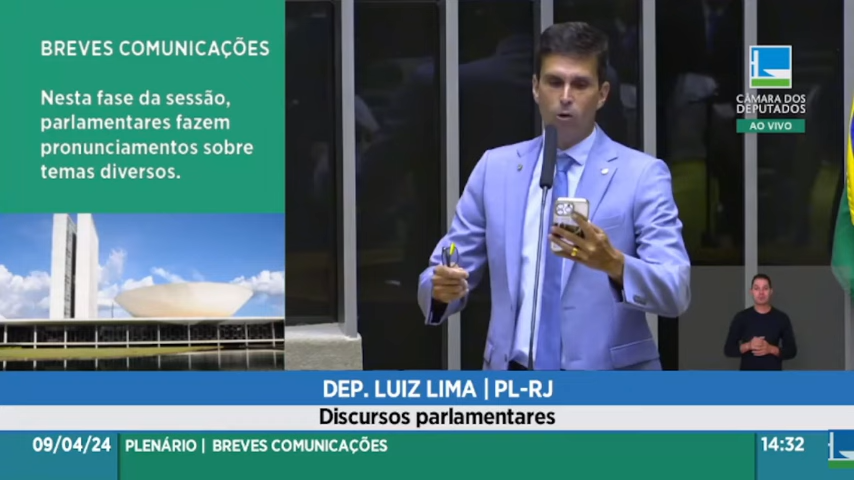 BREVES COMUNICAÇÕES
Nesta fase da sessão,
parlamentares fazem
pronunciamentos sobre
temas diversos.
CÂMARA DOS
DEPUTADOS
AO VIVO
DEP. LUIZ LIMA | PL-RJ
Discursos parlamentares
09/04/24 PLENÁRIO | BREVES COMUNICAÇÕES 14:32